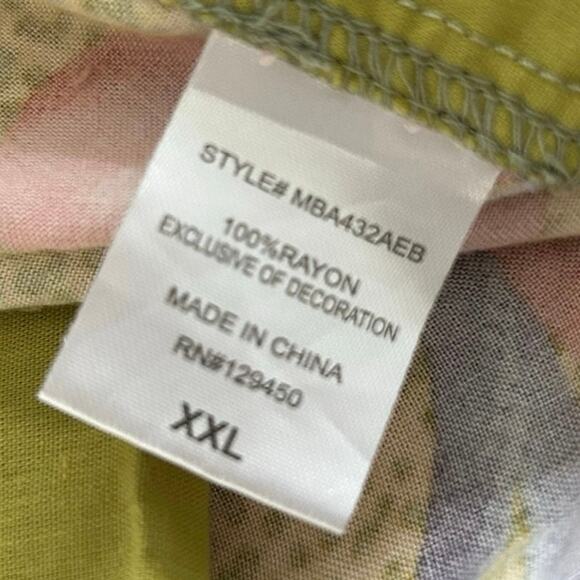 STYLE# MBA432AEB
100%RAYON
EXCLUSIVE OF DECORATION
MADE IN CHINA
RN#129450
XXL